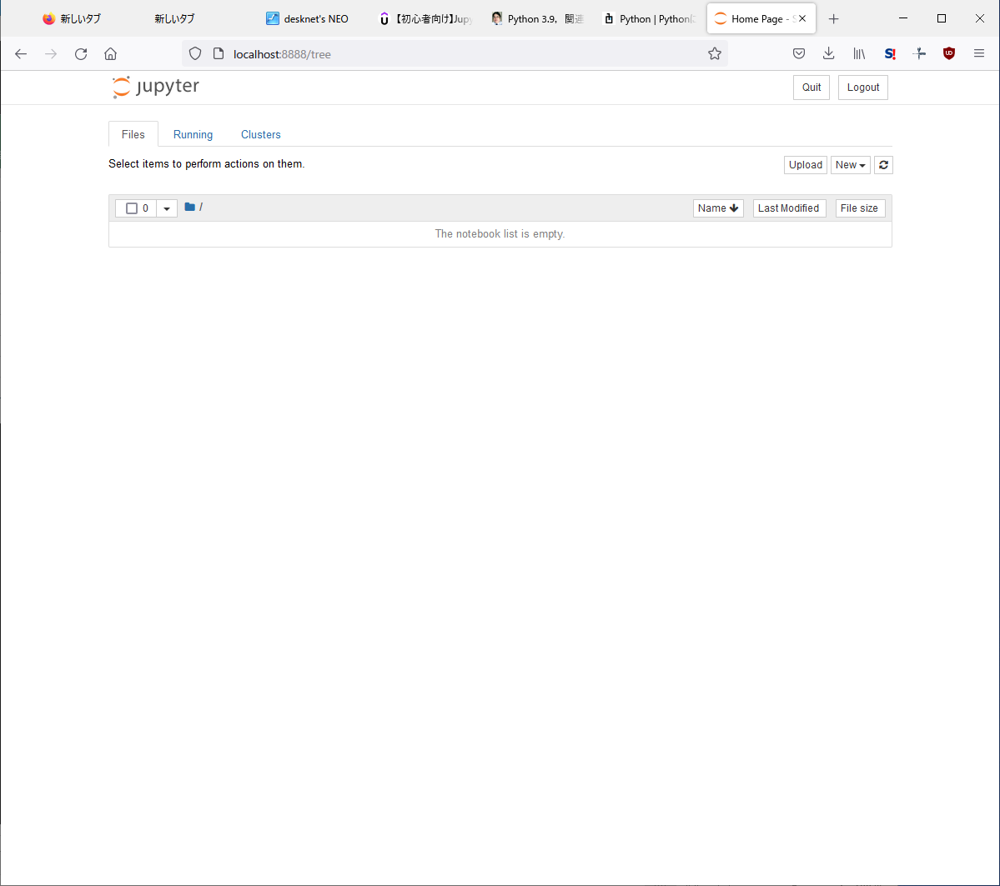 新しいタブ
新しいタブ
desknet's NEO
【初心者向け】Jupy
Python 3.9, 関連
Python | Pythonに
Home Page - S
localhost:8888/tree
jupyter
Quit
Logout
Files
Running
Clusters
Select items to perform actions on them.
Upload
New
0
/
Name
Last Modified
File size
The notebook list is empty.